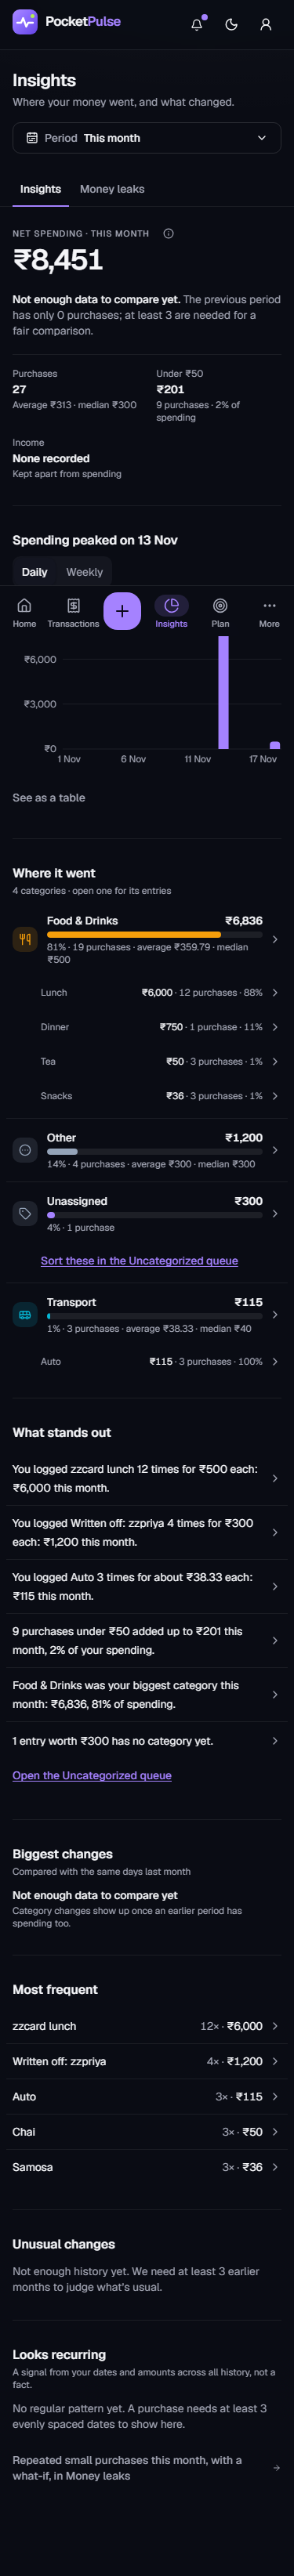 PocketPulse
Insights
Where your money went, and what changed.
Period This month
Insights Money leaks
NET SPENDING · THIS MONTH
₹8,451
Not enough data to compare yet. The previous period
has only 0 purchases; at least 3 are needed for a
fair comparison.
Purchases
27
Average ₹313 · median ₹300
Under ₹50
₹201
9 purchases · 2% of
spending
Income
None recorded
Kept apart from spending
Spending peaked on 13 Nov
Daily Weekly
Home Transactions Insights Plan More
₹6,000
₹3,000
₹0
1 Nov 6 Nov 11 Nov 17 Nov
See as a table
Where it went
4 categories · open one for its entries
Food & Drinks ₹6,836
81% · 19 purchases · average ₹359.79 · median
₹500
Lunch ₹6,000 · 12 purchases · 88%
Dinner ₹750 · 1 purchase · 11%
Tea ₹50 · 3 purchases · 1%
Snacks ₹36 · 3 purchases · 1%
Other ₹1,200
14% · 4 purchases · average ₹300 · median ₹300
Unassigned ₹300
4% · 1 purchase
Sort these in the Uncategorized queue
Transport ₹115
1% · 3 purchases · average ₹38.33 · median ₹40
Auto ₹115 · 3 purchases · 100%
What stands out
You logged zzcard lunch 12 times for ₹500 each:
₹6,000 this month.
You logged Written off: zzpriya 4 times for ₹300
each: ₹1,200 this month.
You logged Auto 3 times for about ₹38.33 each:
₹115 this month.
9 purchases under ₹50 added up to ₹201 this
month, 2% of your spending.
Food & Drinks was your biggest category this
month: ₹6,836, 81% of spending.
1 entry worth ₹300 has no category yet.
Open the Uncategorized queue
Biggest changes
Compared with the same days last month
Not enough data to compare yet
Category changes show up once an earlier period has
spending too.
Most frequent
zzcard lunch 12× · ₹6,000
Written off: zzpriya 4× · ₹1,200
Auto 3× · ₹115
Chai 3× · ₹50
Samosa 3× · ₹36
Unusual changes
Not enough history yet. We need at least 3 earlier
months to judge what's usual.
Looks recurring
A signal from your dates and amounts across all history, not a
fact.
No regular pattern yet. A purchase needs at least 3
evenly spaced dates to show here.
Repeated small purchases this month, with a
what-if, in Money leaks